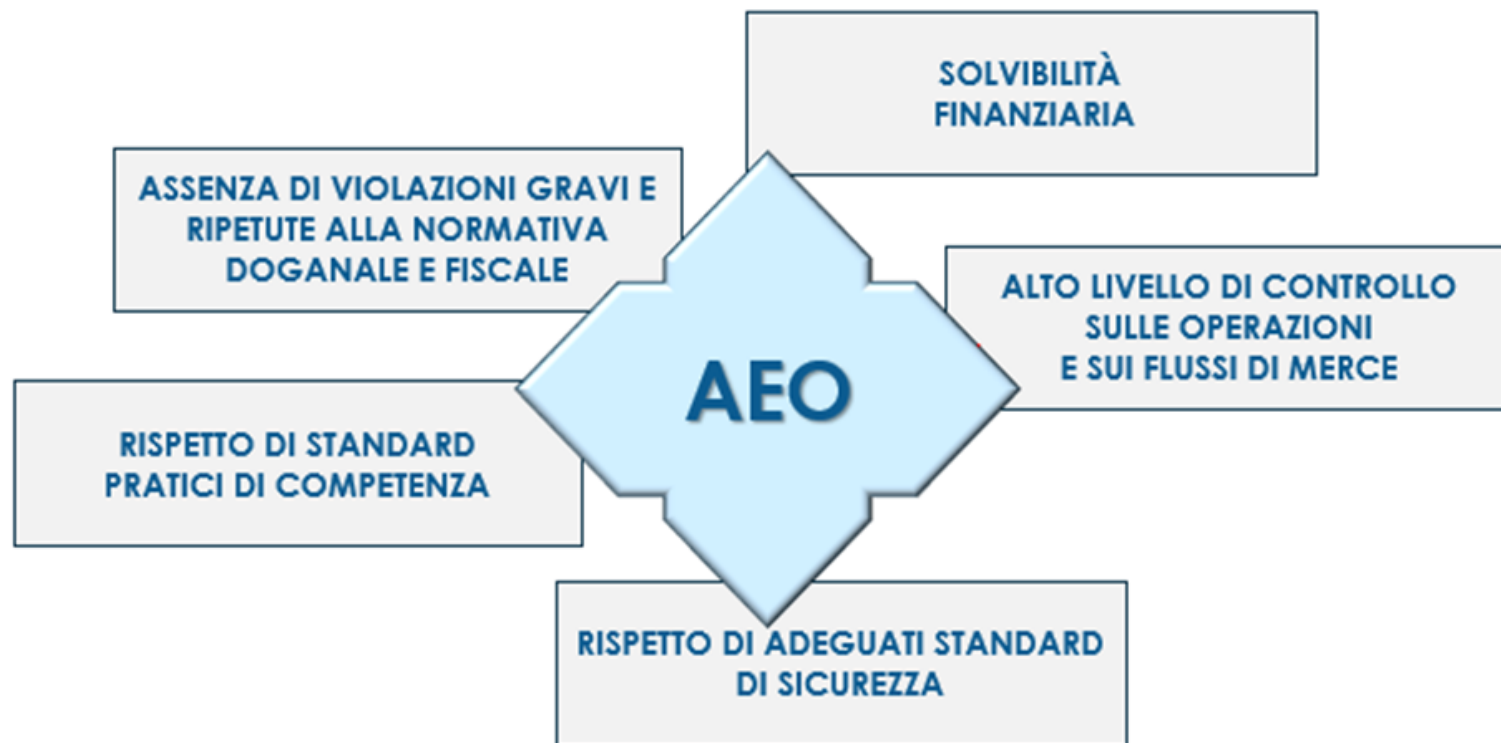 SOLVIBILITÀ
FINANZIARIA
ASSENZA DI VIOLAZIONI GRAVI E
RIPETUTE ALLA NORMATIVA
DOGANALE E FISCALE
ALTO LIVELLO DI CONTROLLO
SULLE OPERAZIONI
E SUI FLUSSI DI MERCE
AEO
RISPETTO DI STANDARD
PRATICI DI COMPETENZA
RISPETTO DI ADEGUATI STANDARD
DI SICUREZZA